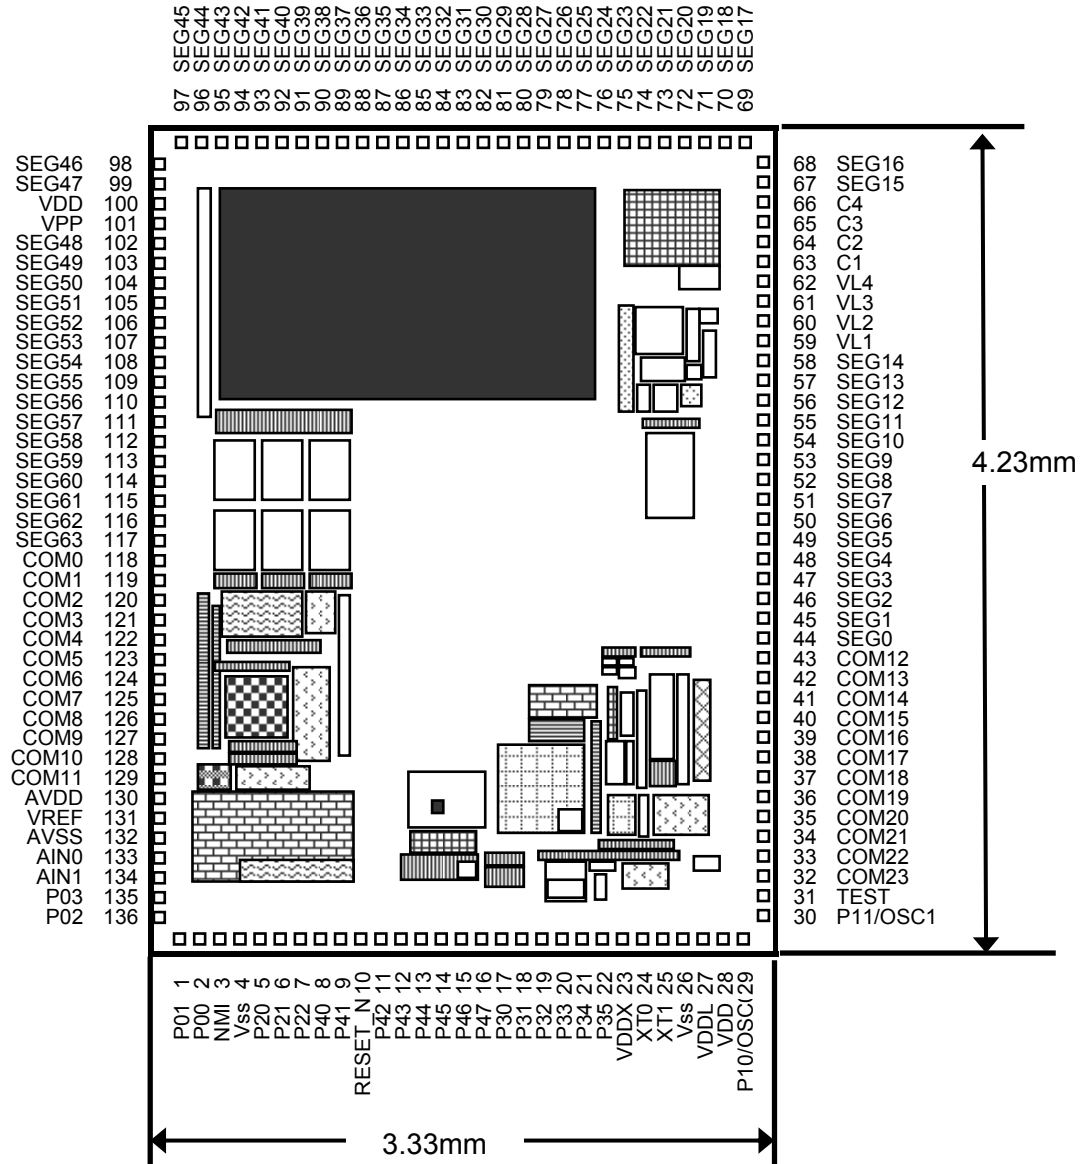 97 SEG45
96 SEG44
95 SEG43
94 SEG42
93 SEG41
92 SEG40
91 SEG39
90 SEG38
89 SEG37
88 SEG36
87 SEG35
86 SEG34
85 SEG33
84 SEG32
83 SEG31
82 SEG30
81 SEG29
80 SEG28
79 SEG27
78 SEG26
77 SEG25
76 SEG24
75 SEG23
74 SEG22
73 SEG21
72 SEG20
71 SEG19
70 SEG18
69 SEG17
SEG46 98
SEG47 99
VDD 100
VPP 101
SEG48 102
SEG49 103
SEG50 104
SEG51 105
SEG52 106
SEG53 107
SEG54 108
SEG55 109
SEG56 110
SEG57 111
SEG58 112
SEG59 113
SEG60 114
SEG61 115
SEG62 116
SEG63 117
COM0 118
COM1 119
COM2 120
COM3 121
COM4 122
COM5 123
COM6 124
COM7 125
COM8 126
COM9 127
COM10 128
COM11 129
AVDD 130
VREF 131
AVSS 132
AIN0 133
AIN1 134
P03 135
P02 136
68 SEG16
67 SEG15
66 C4
65 C3
64 C2
63 C1
62 VL4
61 VL3
60 VL2
59 VL1
58 SEG14
57 SEG13
56 SEG12
55 SEG11
54 SEG10
53 SEG9
52 SEG8
51 SEG7
50 SEG6
49 SEG5
48 SEG4
47 SEG3
46 SEG2
45 SEG1
44 SEG0
43 COM12
42 COM13
41 COM14
40 COM15
39 COM16
38 COM17
37 COM18
36 COM19
35 COM20
34 COM21
33 COM22
32 COM23
31 TEST
30 P11/OSC1
4.23mm
P01 1
P00 2
NMI 3
Vss 4
P20 5
P21 6
P22 7
P40 8
P41 9
RESET_N 10
P42 11
P43 12
P44 13
P45 14
P46 15
P47 16
P30 17
P31 18
P32 19
P33 20
P34 21
P35 22
VDDX 23
XT0 24
XT1 25
Vss 26
VDDL 27
VDD 28
P10/OSC( 29
3.33mm